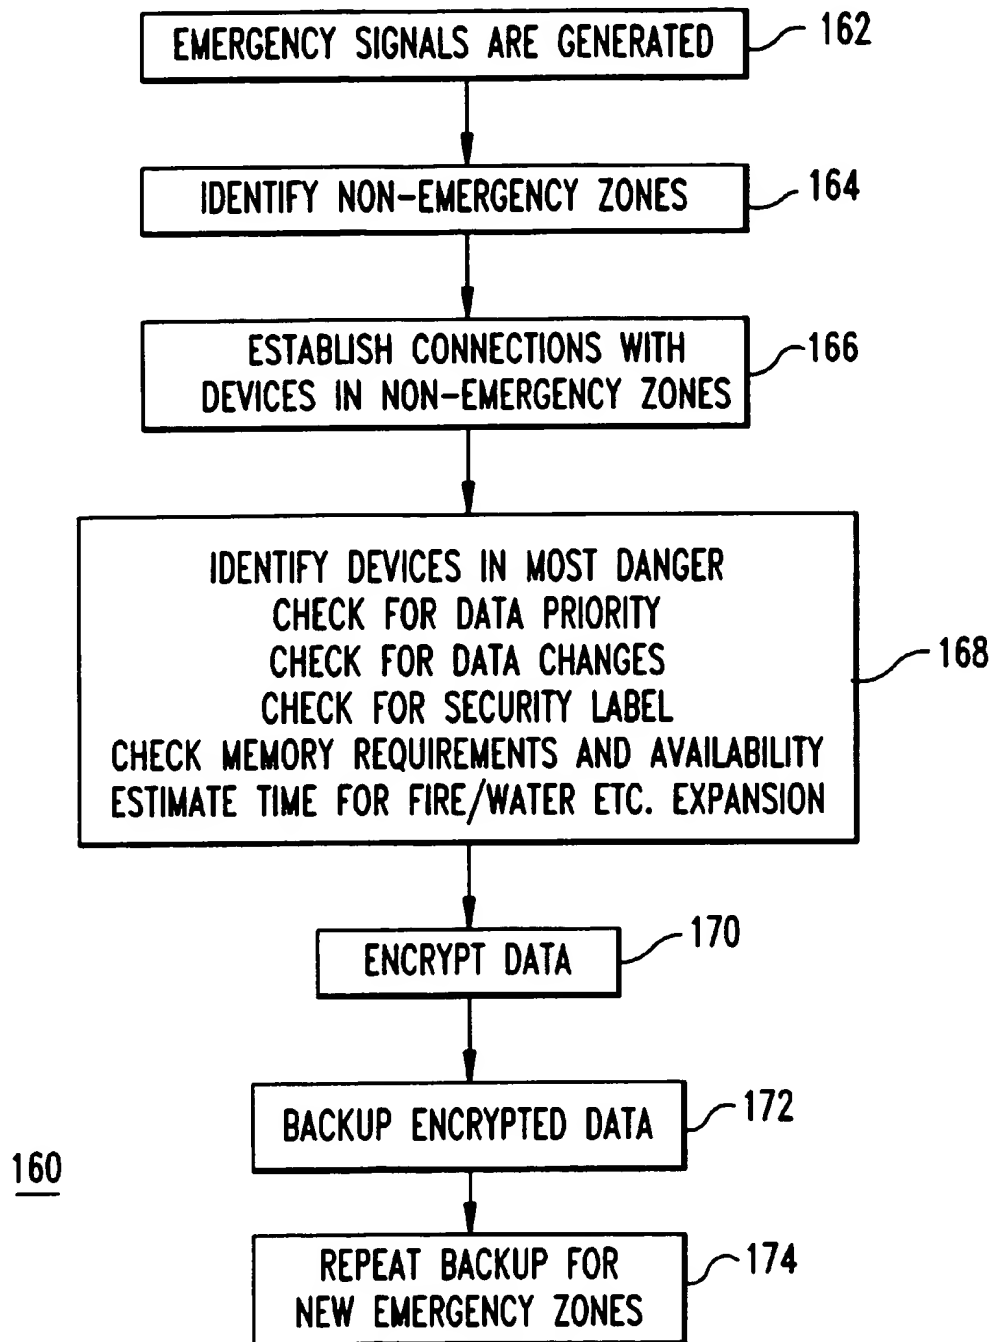 EMERGENCY SIGNALS ARE GENERATED
162
IDENTIFY NON-EMERGENCY ZONES
164
ESTABLISH CONNECTIONS WITH
DEVICES IN NON-EMERGENCY ZONES
166
IDENTIFY DEVICES IN MOST DANGER
CHECK FOR DATA PRIORITY
CHECK FOR DATA CHANGES
CHECK FOR SECURITY LABEL
CHECK MEMORY REQUIREMENTS AND AVAILABILITY
ESTIMATE TIME FOR FIRE/WATER ETC. EXPANSION
168
ENCRYPT DATA
170
BACKUP ENCRYPTED DATA
172
160
REPEAT BACKUP FOR
NEW EMERGENCY ZONES
174